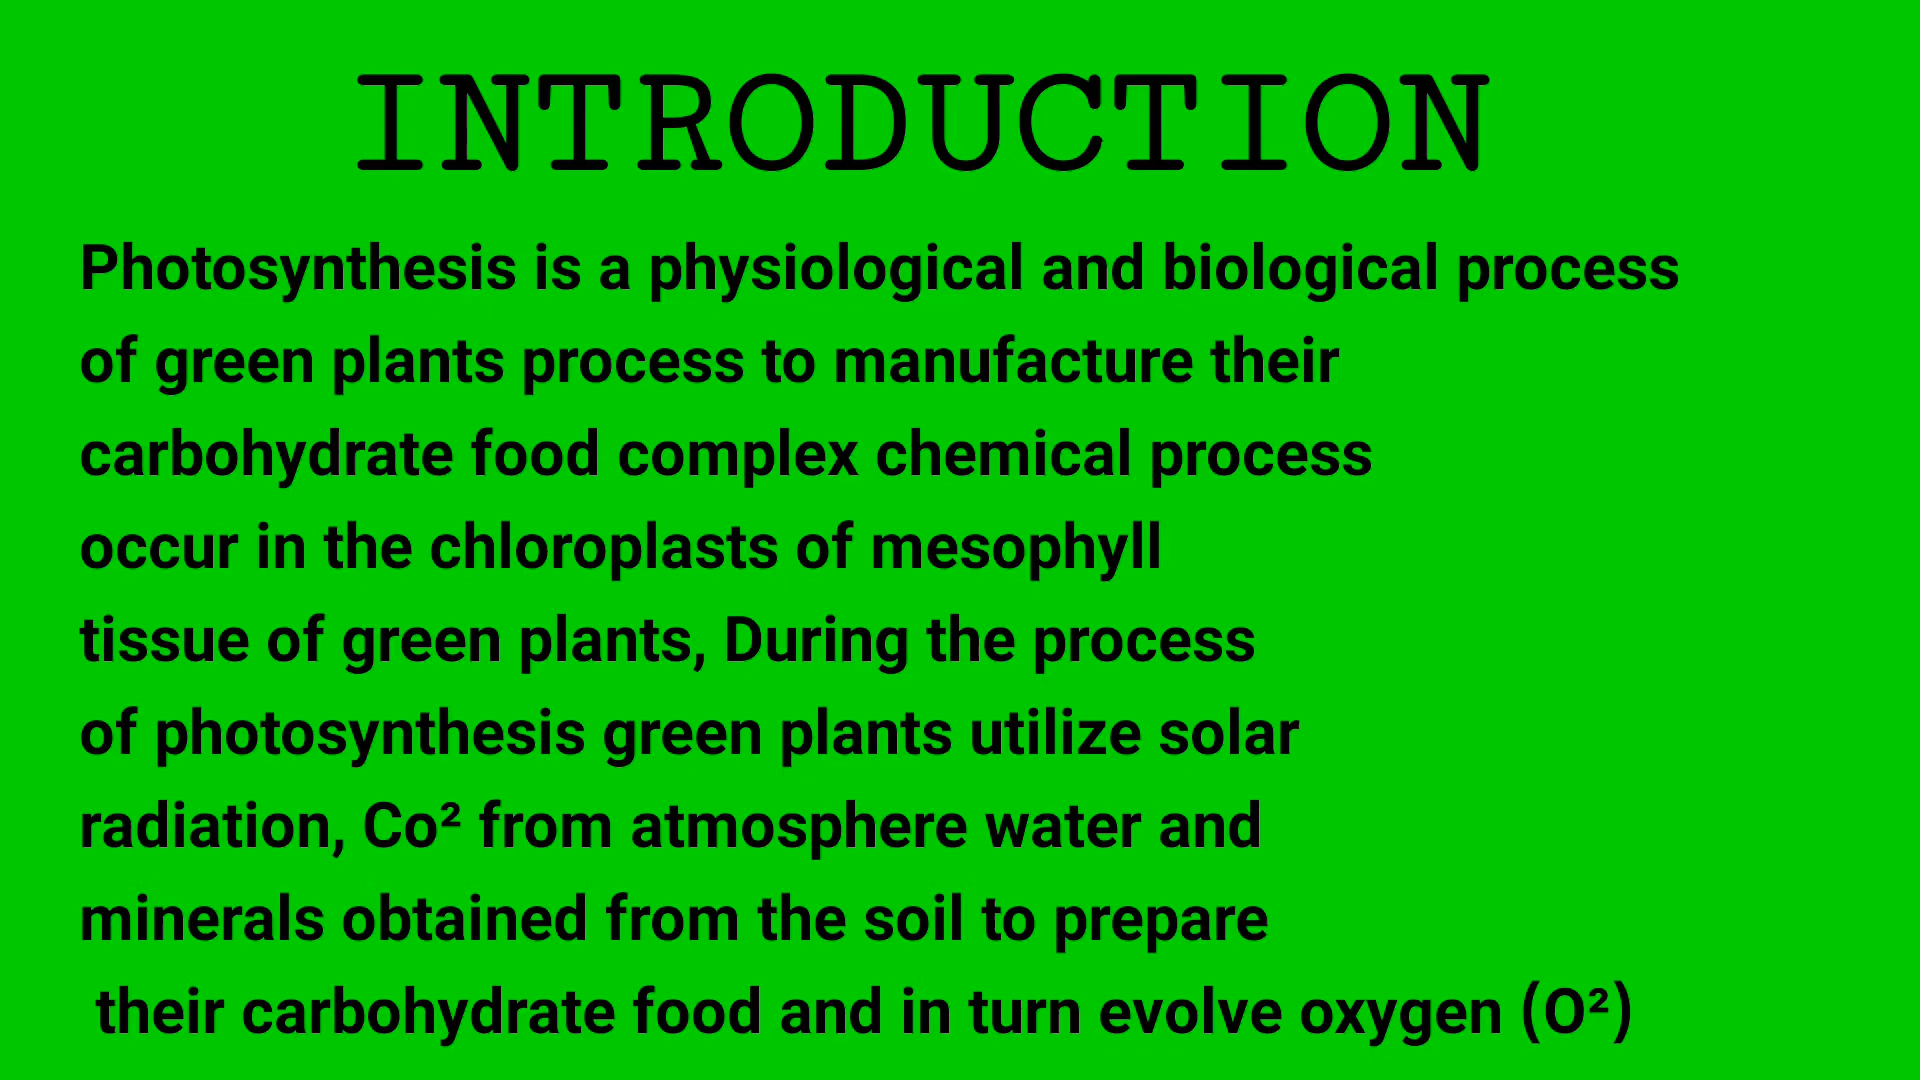 INTRODUCTION
Photosynthesis is a physiological and biological process
of green plants process to manufacture their
carbohydrate food complex chemical process
occur in the chloroplasts of mesophyll
tissue of green plants, During the process
of photosynthesis green plants utilize solar
radiation, Co² from atmosphere water and
minerals obtained from the soil to prepare
their carbohydrate food and in turn evolve oxygen (O²)